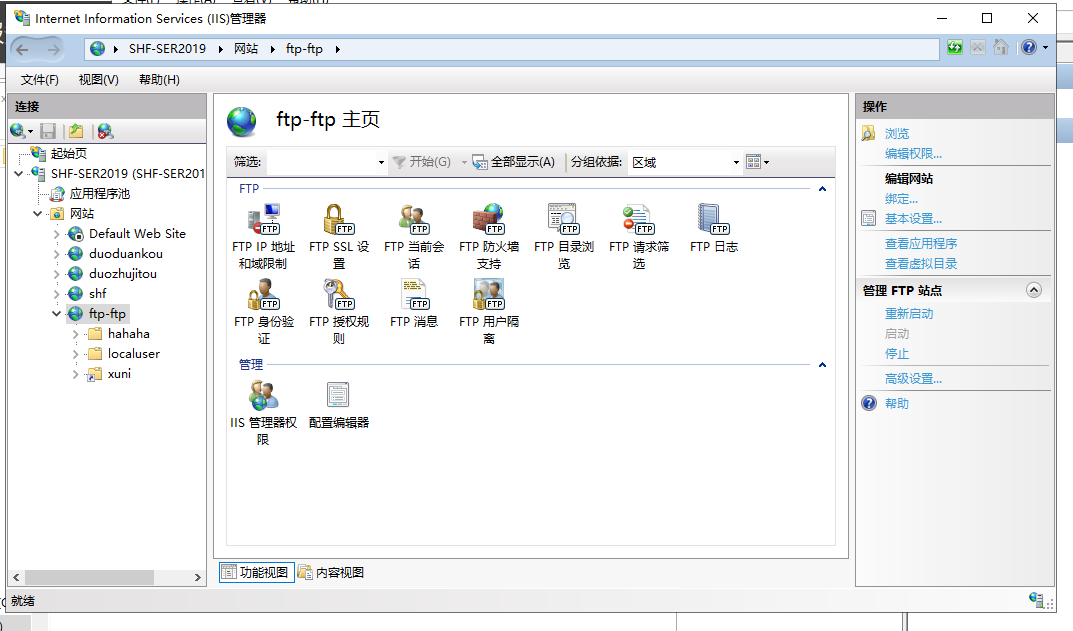 Internet Information Services (IIS)管理器
SHF-SER2019 网站 ftp-ftp
文件(F) 视图(V) 帮助(H)
连接
起始页
SHF-SER2019 (SHF-SER201
应用程序池
网站
Default Web Site
duoduankou
duozhujitou
shf
ftp-ftp
hahaha
localuser
xuni
ftp-ftp 主页
筛选: 开始(G) 全部显示(A) 分组依据: 区域
FTP
FTP IP 地址
和域限制
FTP SSL 设
置
FTP 当前会
话
FTP 防火墙
支持
FTP 目录浏
览
FTP 请求筛
选
FTP 日志
FTP 身份验
证
FTP 授权规
则
FTP 消息
FTP 用户隔
离
管理
IIS 管理器权
限
配置编辑器
功能视图 内容视图
操作
浏览
编辑权限...
编辑网站
绑定...
基本设置...
查看应用程序
查看虚拟目录
管理 FTP 站点
重新启动
启动
停止
高级设置...
帮助
就绪